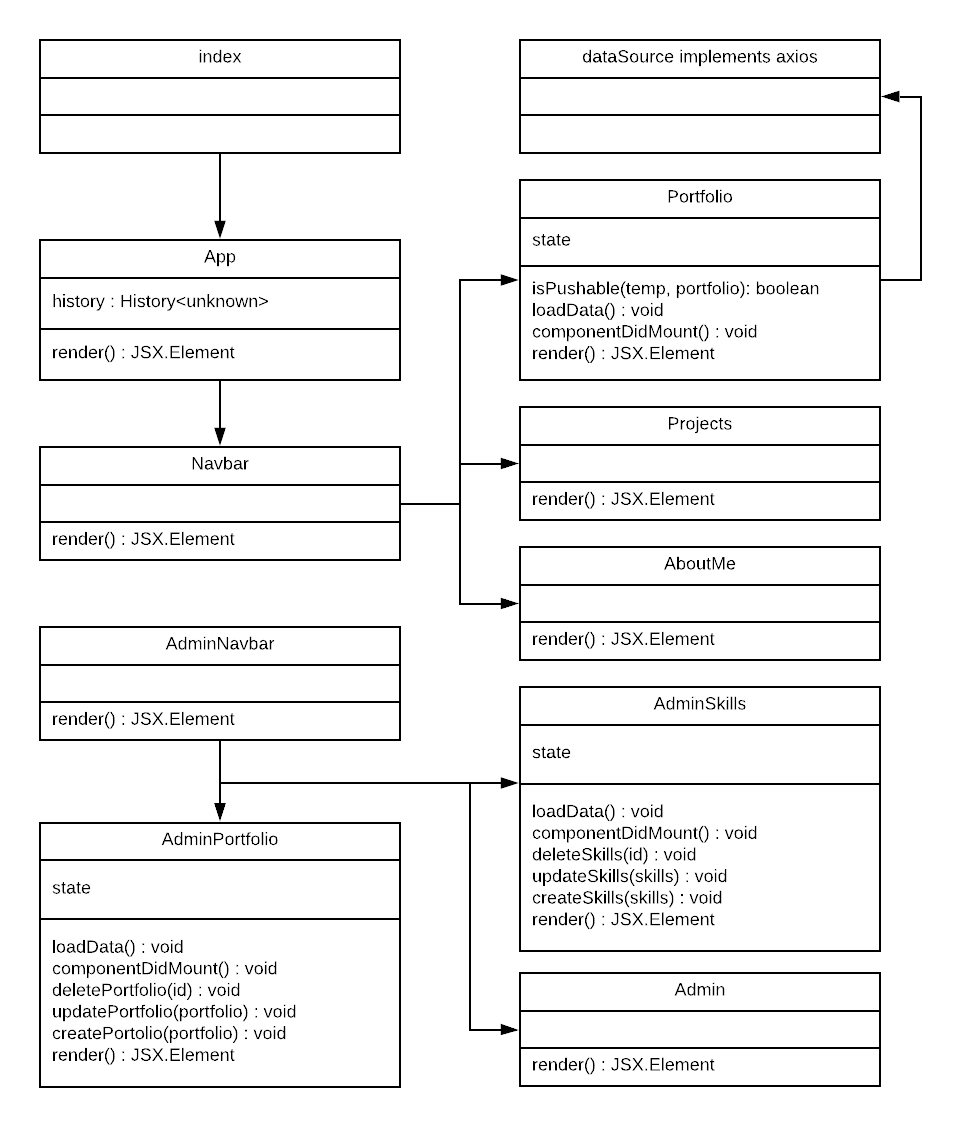 index
App
history : History<unknown>
render() : JSX.Element
Navbar
render() : JSX.Element
AdminNavbar
render() : JSX.Element
AdminPortfolio
state
loadData() : void
componentDidMount() : void
deletePortfolio(id) : void
updatePortfolio(portfolio) : void
createPortolio(portfolio) : void
render() : JSX.Element
dataSource implements axios
Portfolio
state
isPushable(temp, portfolio): boolean
loadData() : void
componentDidMount() : void
render() : JSX.Element
Projects
render() : JSX.Element
AboutMe
render() : JSX.Element
AdminSkills
state
loadData() : void
componentDidMount() : void
deleteSkills(id) : void
updateSkills(skills) : void
createSkills(skills) : void
render() : JSX.Element
Admin
render() : JSX.Element